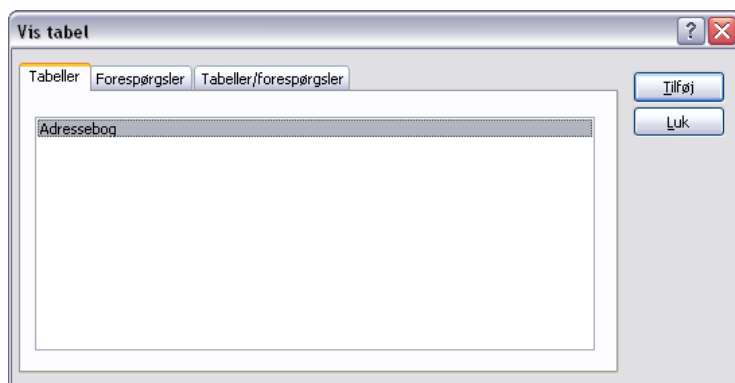 Vis tabel
Tabeller Forespørgsler Tabeller/forespørgsler
Tilføj
Adressebog
Luk